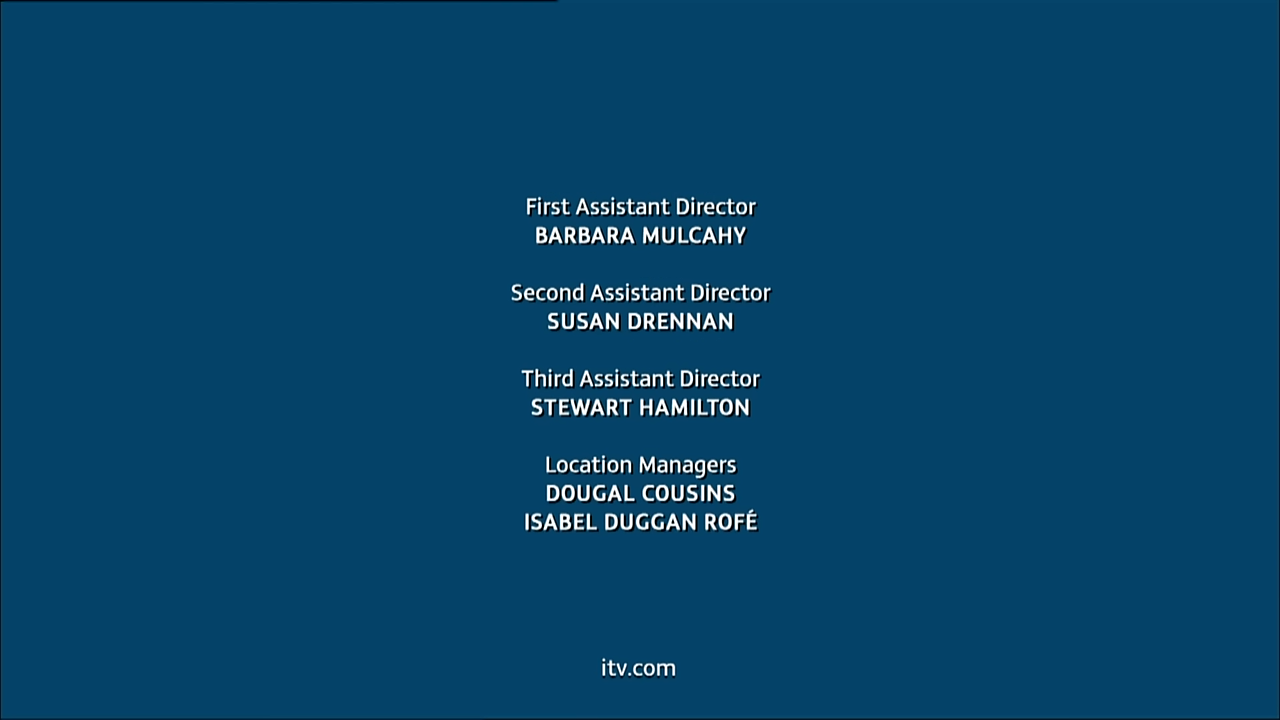 First Assistant Director
BARBARA MULCAHY
Second Assistant Director
SUSAN DRENNAN
Third Assistant Director
STEWART HAMILTON
Location Managers
DOUGAL COUSINS
ISABEL DUGGAN ROFÉ
itv.com